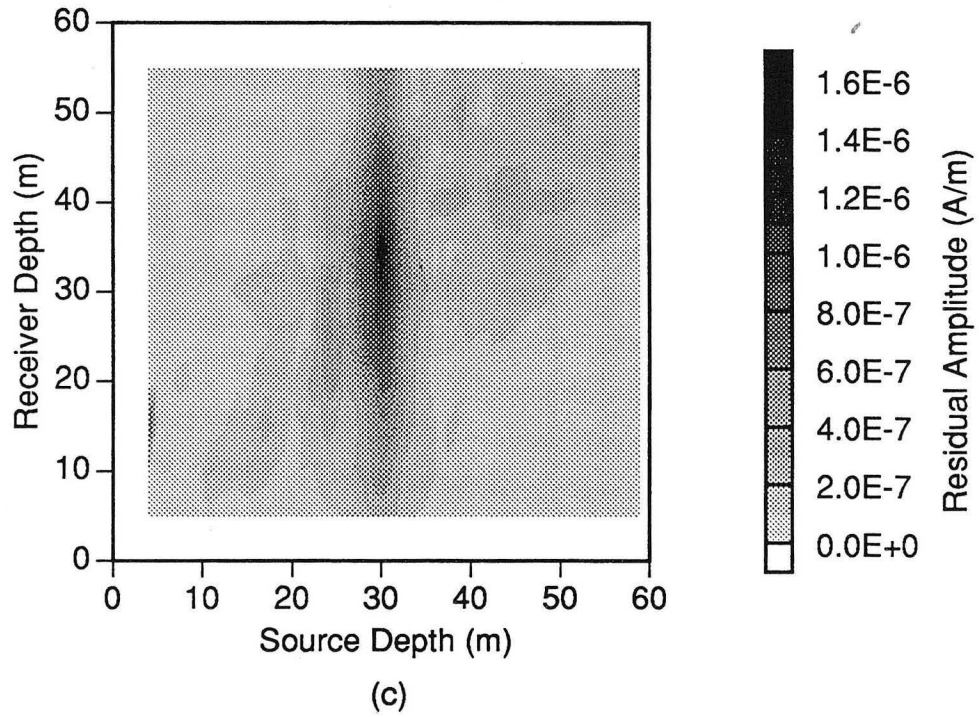 60
50
40
30
20
10
0
Receiver Depth (m)
0 10 20 30 40 50 60
Source Depth (m)
(c)
1.6E-6
1.4E-6
1.2E-6
1.0E-6
8.0E-7
6.0E-7
4.0E-7
2.0E-7
0.0E+0
Residual Amplitude (A/m)